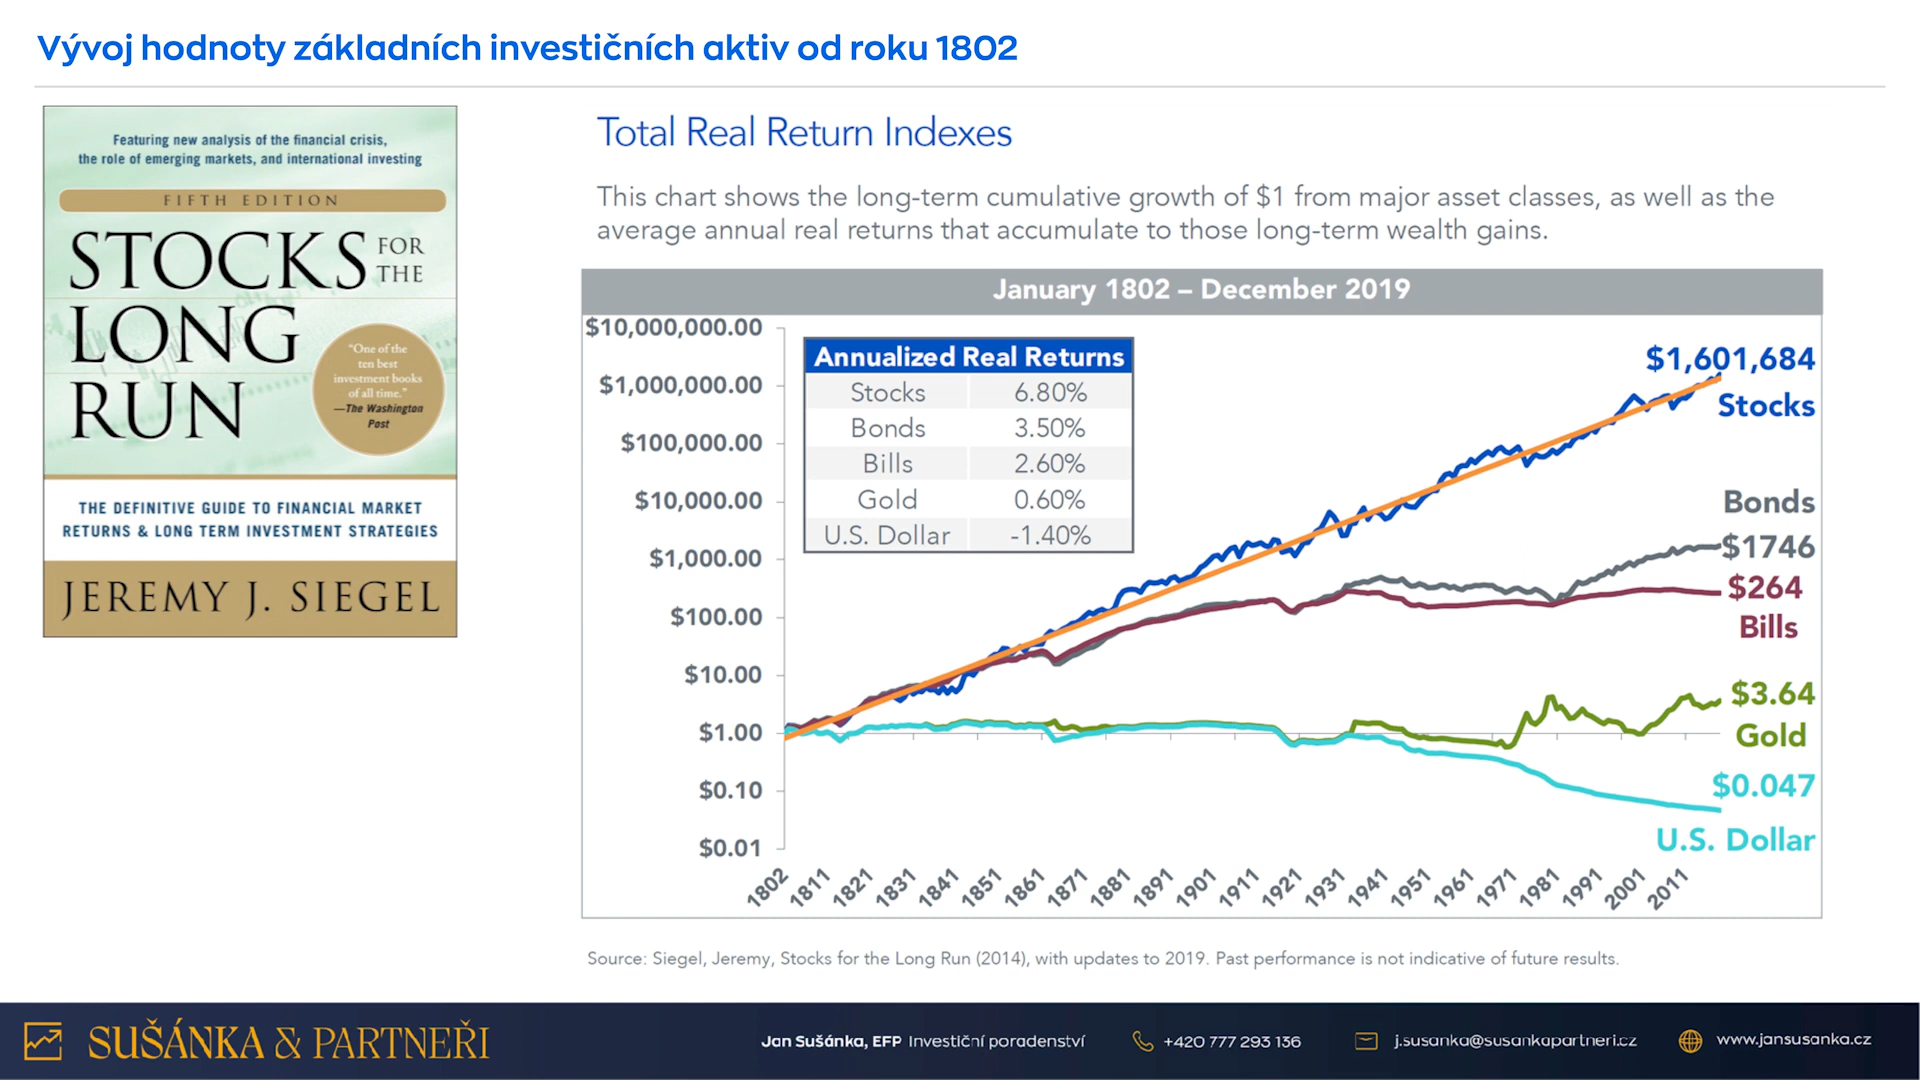 Vývoj hodnoty základních investičních aktiv od roku 1802
Featuring new analysis of the financial crisis,
the role of emerging markets, and international investing
FIFTH EDITION
STOCKS FOR THE
LONG
RUN
"One of the
ten best
investment books
of all time."
—The Washington
Post
THE DEFINITIVE GUIDE TO FINANCIAL MARKET
RETURNS & LONG TERM INVESTMENT STRATEGIES
JEREMY J. SIEGEL
Total Real Return Indexes
This chart shows the long-term cumulative growth of $1 from major asset classes, as well as the
average annual real returns that accumulate to those long-term wealth gains.
January 1802 – December 2019
$10,000,000.00
$1,000,000.00
$100,000.00
$10,000.00
$1,000.00
$100.00
$10.00
$1.00
$0.10
$0.01
Annualized Real Returns
Stocks 6.80%
Bonds 3.50%
Bills 2.60%
Gold 0.60%
U.S. Dollar -1.40%
$1,601,684
Stocks
Bonds
$1746
$264
Bills
$3.64
Gold
$0.047
U.S. Dollar
1802 1811 1821 1831 1841 1851 1861 1871 1881 1891 1901 1911 1921 1931 1941 1951 1961 1971 1981 1991 2001 2011
Source: Siegel, Jeremy, Stocks for the Long Run (2014), with updates to 2019. Past performance is not indicative of future results.
SUŠÁNKA & PARTNEŘI
Jan Sušánka, EFP Investiční poradenství
+420 777 293 136
j.susanka@susankapartneri.cz
www.jansusanka.cz